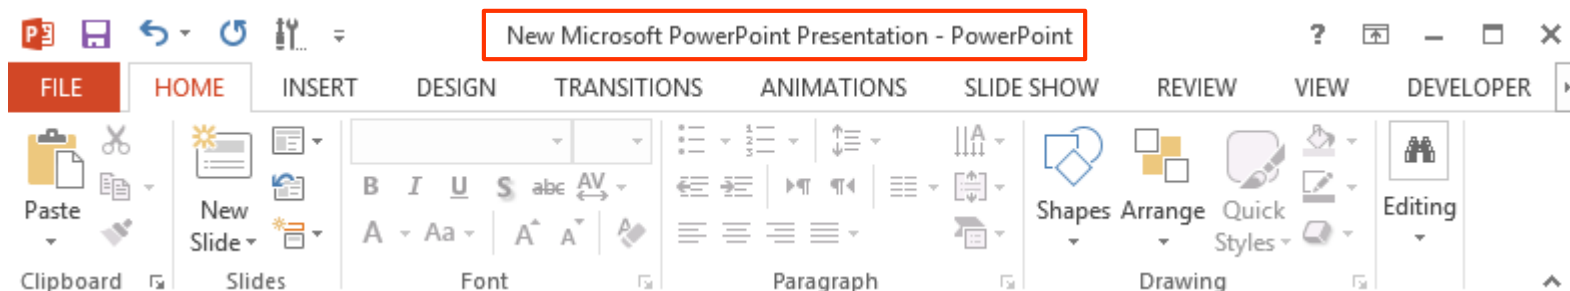 New Microsoft PowerPoint Presentation - PowerPoint
FILE HOME INSERT DESIGN TRANSITIONS ANIMATIONS SLIDE SHOW REVIEW VIEW DEVELOPER
Paste
New
Slide
B I U S abc AV
A Aa A A
Shapes Arrange Quick
Styles
Editing
Clipboard Slides Font Paragraph Drawing